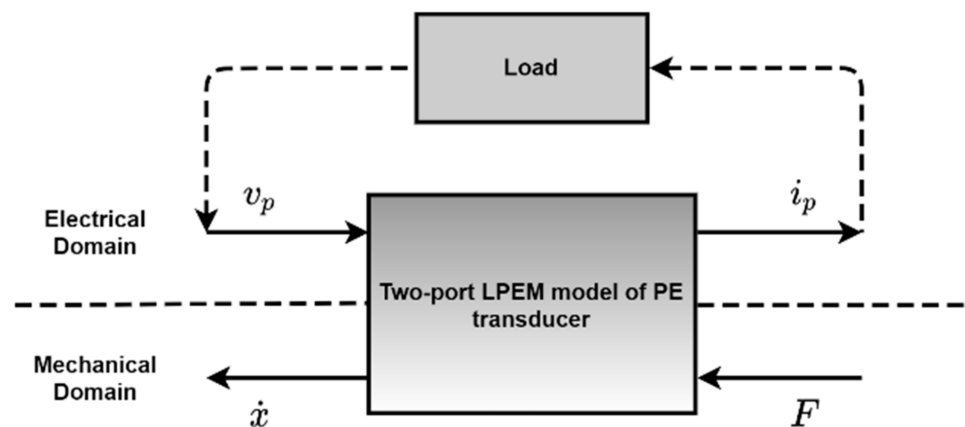 Load
v_p
i_p
Electrical
Domain
Two-port LPEM model of PE
transducer
Mechanical
Domain
ẋ
F